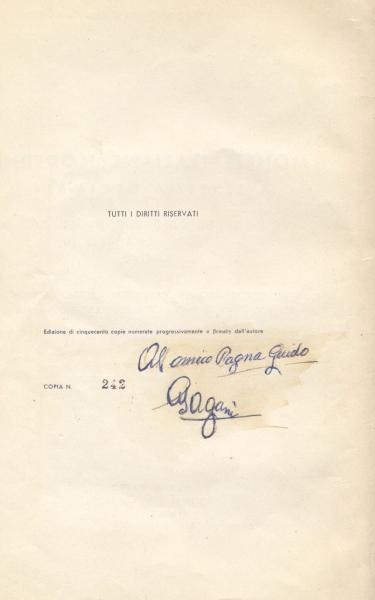 TUTTI I DIRITTI RISERVATI
Edizione di cinquecento copie numerate progressivamente e firmate dall'autore
Al amico Pagna Guido
COPIA N. 242